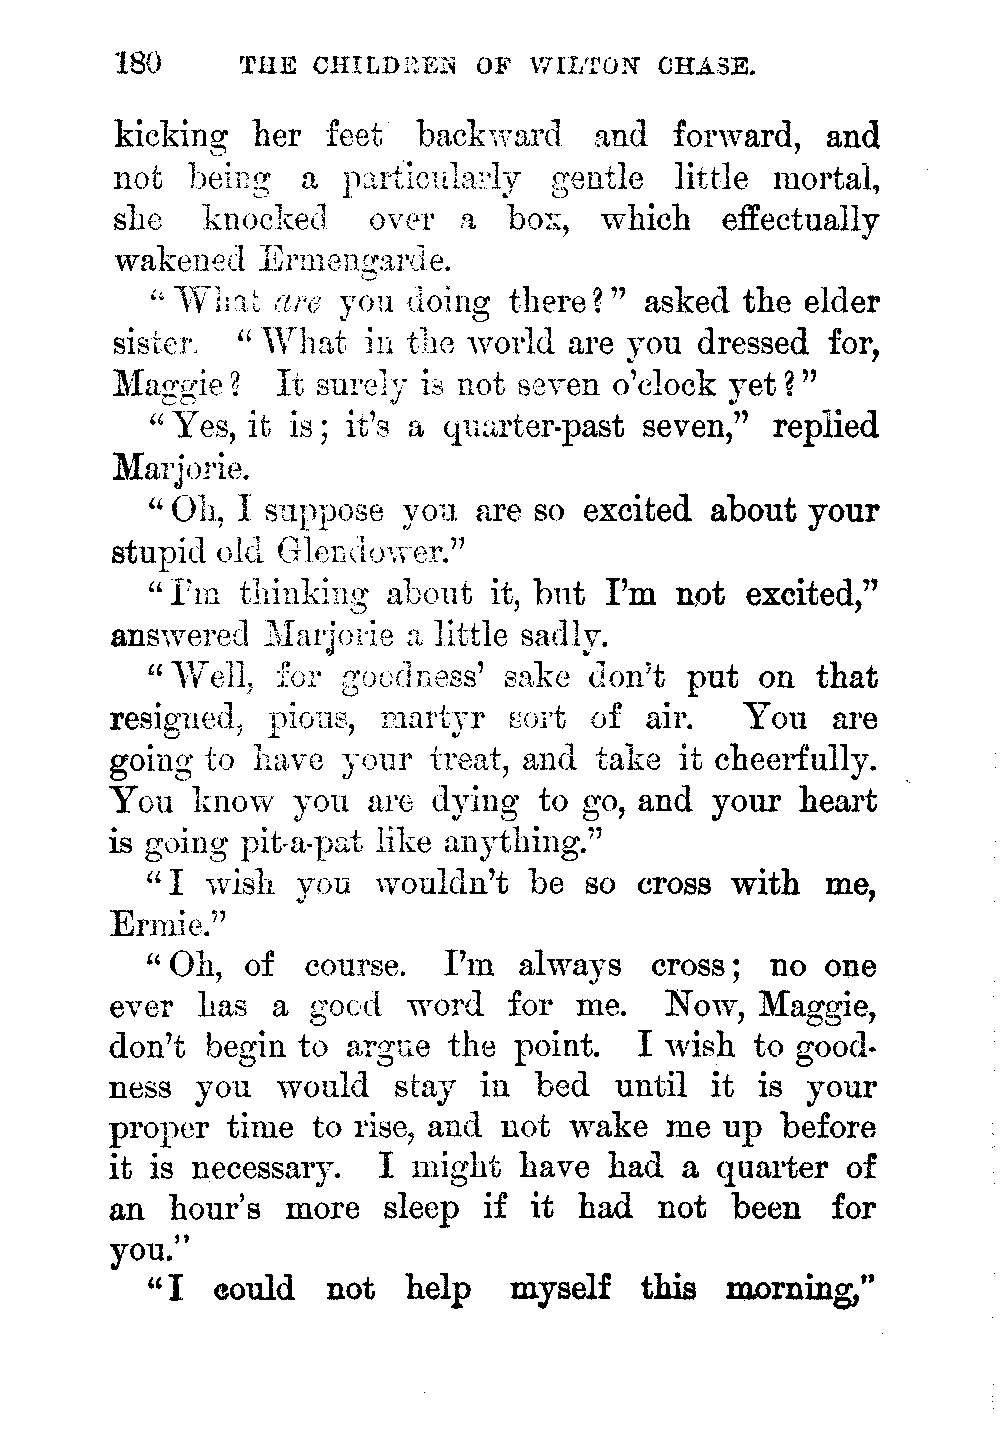 180 THE CHILDREN OF WILTON CHASE.
kicking her feet backward and forward, and
not being a particularly gentle little mortal,
she knocked over a box, which effectually
wakened Ermengarde.
“What are you doing there?” asked the elder
sister. “What in the world are you dressed for,
Maggie? It surely is not seven o’clock yet?”
“Yes, it is; it’s a quarter-past seven,” replied
Marjorie.
“Oh, I suppose you are so excited about your
stupid old Glendower.”
“I’m thinking about it, but I’m not excited,”
answered Marjorie a little sadly.
“Well, for goodness’ sake don’t put on that
resigned, pious, martyr sort of air. You are
going to have your treat, and take it cheerfully.
You know you are dying to go, and your heart
is going pit-a-pat like anything.”
“I wish you wouldn’t be so cross with me,
Ermie.”
“Oh, of course. I’m always cross; no one
ever has a good word for me. Now, Maggie,
don’t begin to argue the point. I wish to good-
ness you would stay in bed until it is your
proper time to rise, and not wake me up before
it is necessary. I might have had a quarter of
an hour’s more sleep if it had not been for
you.”
“I could not help myself this morning,”